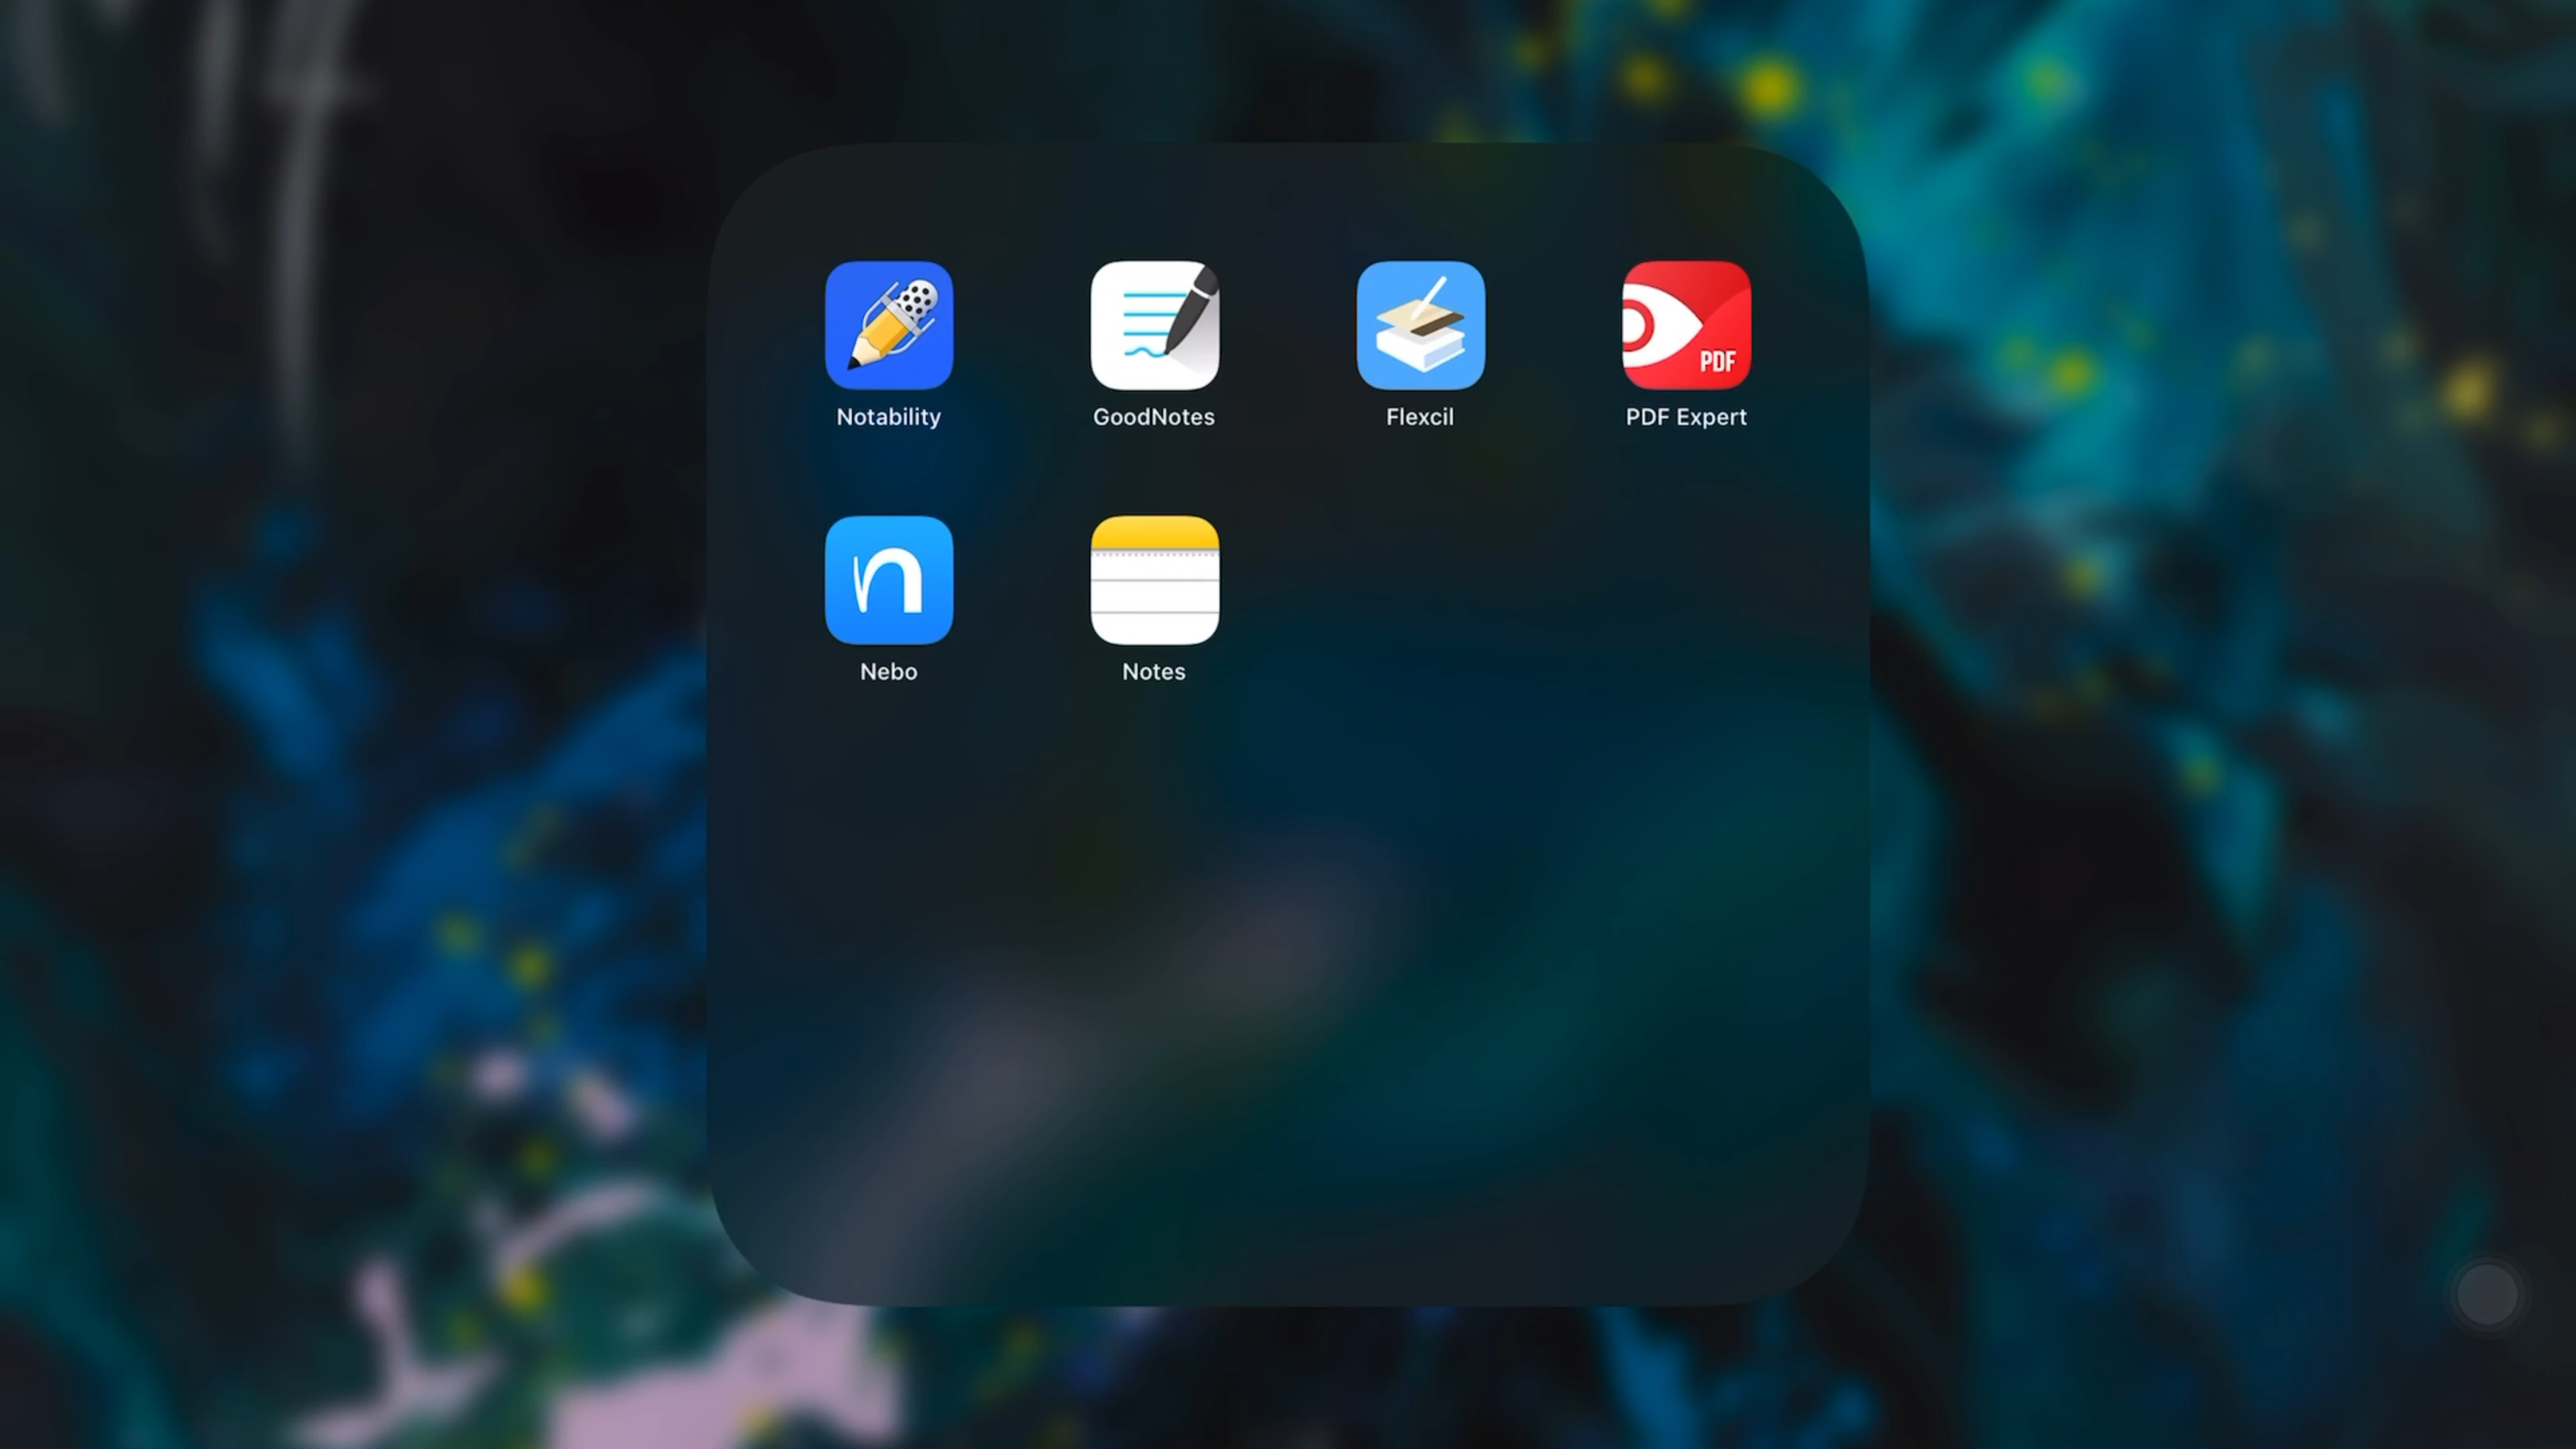 Notability
GoodNotes
Flexcil
PDF Expert
PDF
n
Nebo
Notes